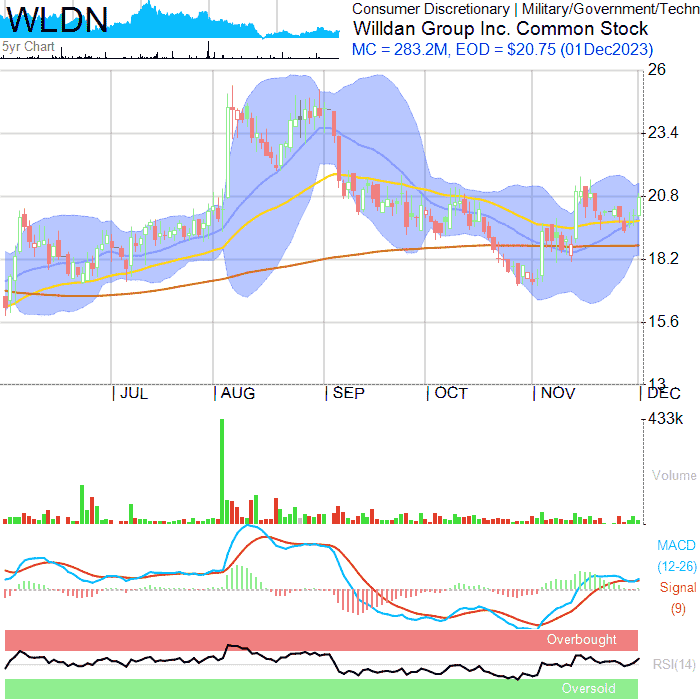 WLDN
5yr Chart
Consumer Discretionary | Military/Government/Techn
Willdan Group Inc. Common Stock
MC = 283.2M, EOD = $20.75 (01Dec2023)
26
23.4
20.8
18.2
15.6
13
JUL AUG SEP OCT NOV DEC
433k
Volume
MACD
(12-26)
Signal
(9)
Overbought
RSI(14)
Oversold